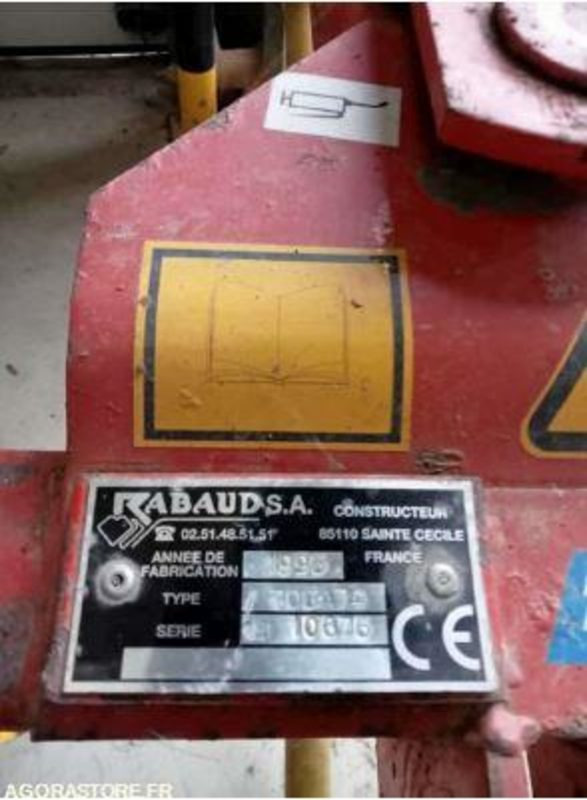 RABAUD S.A. CONSTRUCTEUR
☎ 02.51.48.51.51 85110 SAINTE CECILE
ANNEE DE FABRICATION FRANCE
TYPE
SERIE 10676
CE
AGORASTORE.FR